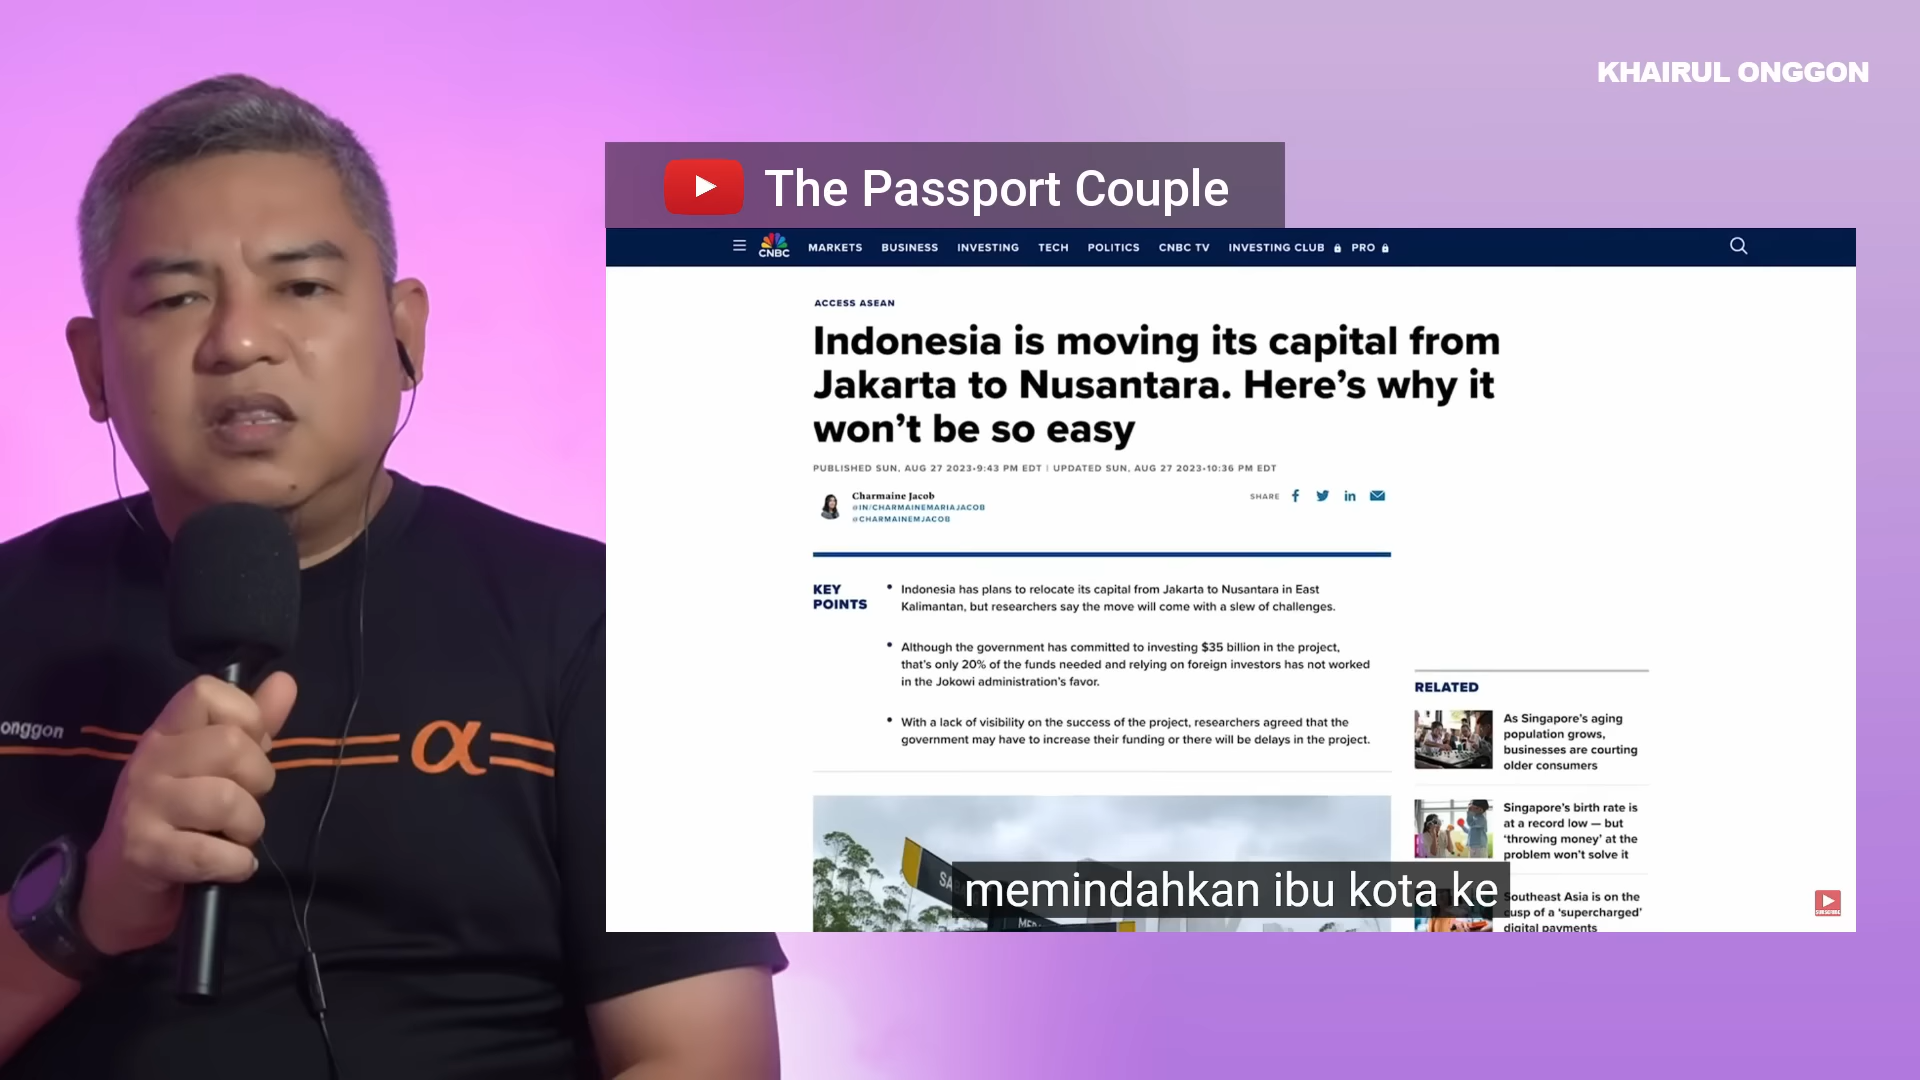 KHAIRUL ONGGON
The Passport Couple
CNBC
MARKETS BUSINESS INVESTING TECH POLITICS CNBC TV INVESTING CLUB PRO
ACCESS ASEAN
Indonesia is moving its capital from
Jakarta to Nusantara. Here's why it
won't be so easy
PUBLISHED SUN, AUG 27 2023•9:43 PM EDT | UPDATED SUN, AUG 27 2023•10:36 PM EDT
Charmaine Jacob
@IN/CHARMAINEMARIAJACOB
@CHARMAINEMJACOB
SHARE
KEY
POINTS
• Indonesia has plans to relocate its capital from Jakarta to Nusantara in East
Kalimantan, but researchers say the move will come with a slew of challenges.
• Although the government has committed to investing $35 billion in the project,
that's only 20% of the funds needed and relying on foreign investors has not worked
in the Jokowi administration's favor.
• With a lack of visibility on the success of the project, researchers agreed that the
government may have to increase their funding or there will be delays in the project.
RELATED
As Singapore's aging
population grows,
businesses are courting
older consumers
Singapore's birth rate is
at a record low — but
'throwing money' at the
problem won't solve it
Southeast Asia is on the
cusp of a 'supercharged'
digital payments
memindahkan ibu kota ke
SUBSCRIBE
onggon
α